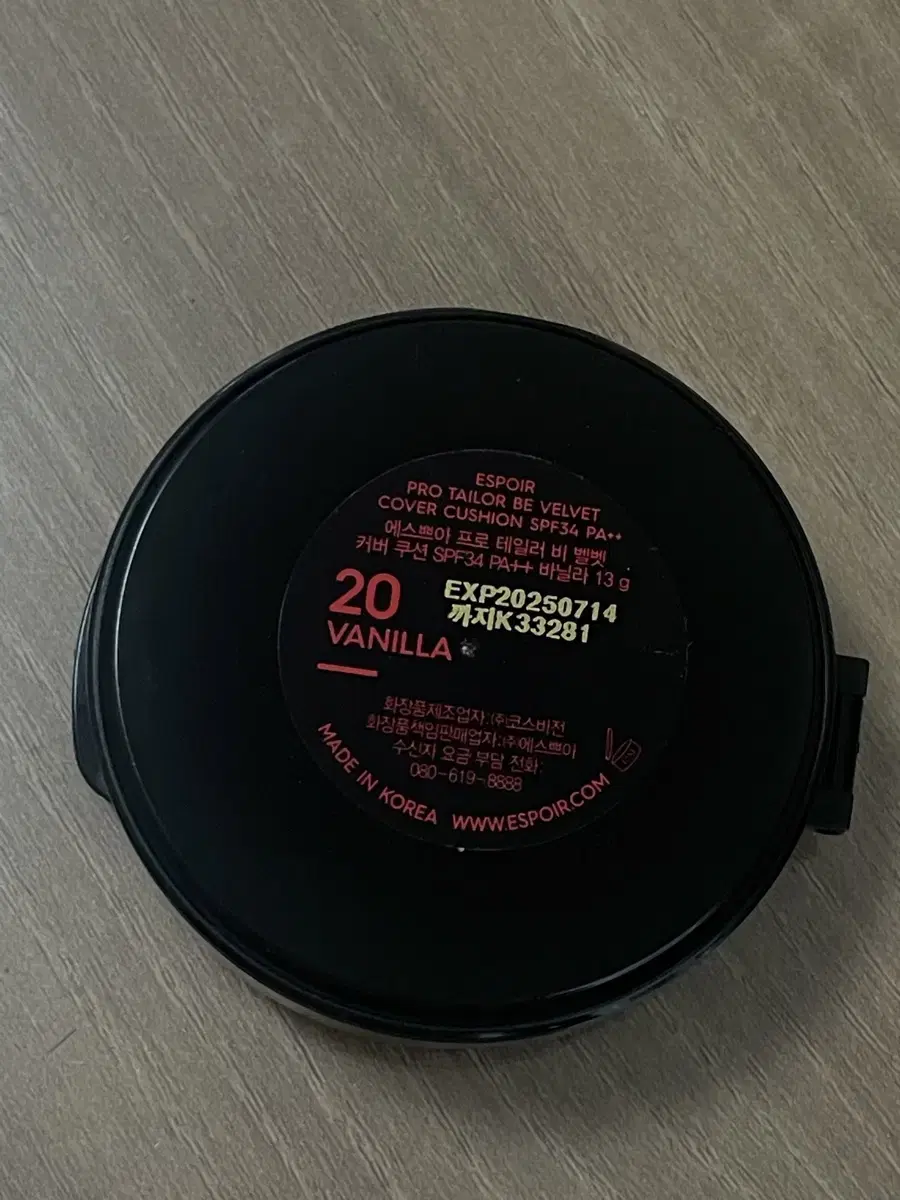 ESPOIR
PRO TAILOR BE VELVET
COVER CUSHION SPF34 PA++
에스쁘아 프로 테일러 비 벨벳
커버 쿠션 SPF34 PA++ 바닐라 13 g
20
VANILLA
EXP20250714
까지K33281
화장품제조업자:(주)코스비전
화장품책임판매업자:(주)에스쁘아
수신자 요금 부담 전화:
080-619-8888
MADE IN KOREA WWW.ESPOIR.COM